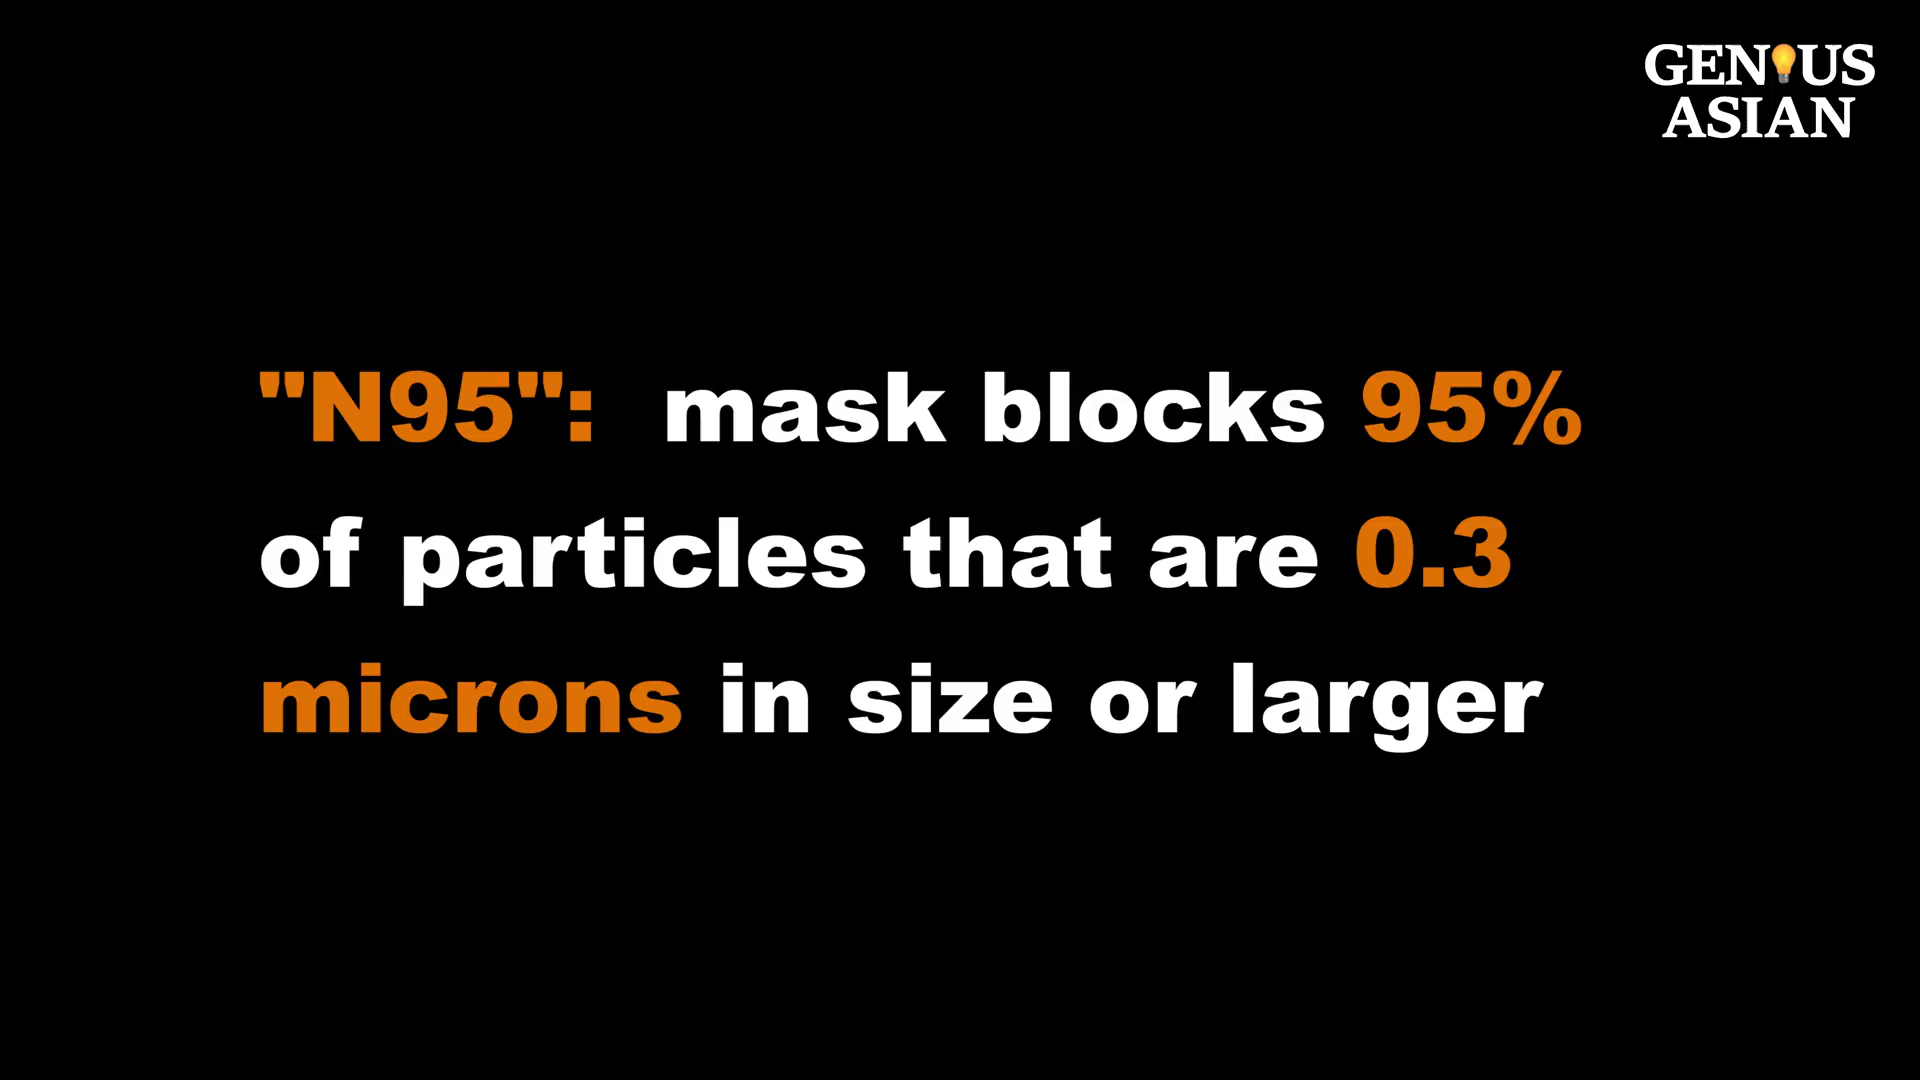 GENIUS
ASIAN
"N95": mask blocks 95%
of particles that are 0.3
microns in size or larger